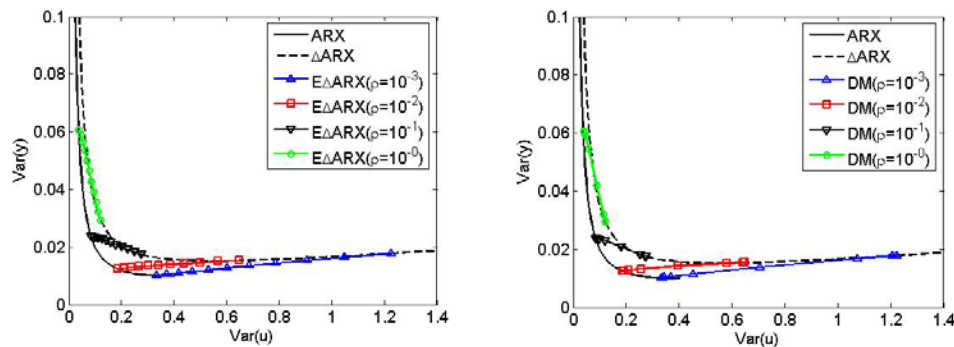 0.1
0.08
0.06
0.04
0.02
0
Var(y)
0 0.2 0.4 0.6 0.8 1 1.2 1.4
Var(u)
ARX
ΔARX
EΔARX(ρ=10-3)
EΔARX(ρ=10-2)
EΔARX(ρ=10-1)
EΔARX(ρ=10-0)
0.1
0.08
0.06
0.04
0.02
0
Var(y)
0 0.2 0.4 0.6 0.8 1 1.2 1.4
Var(u)
ARX
ΔARX
DM(ρ=10-3)
DM(ρ=10-2)
DM(ρ=10-1)
DM(ρ=10-0)